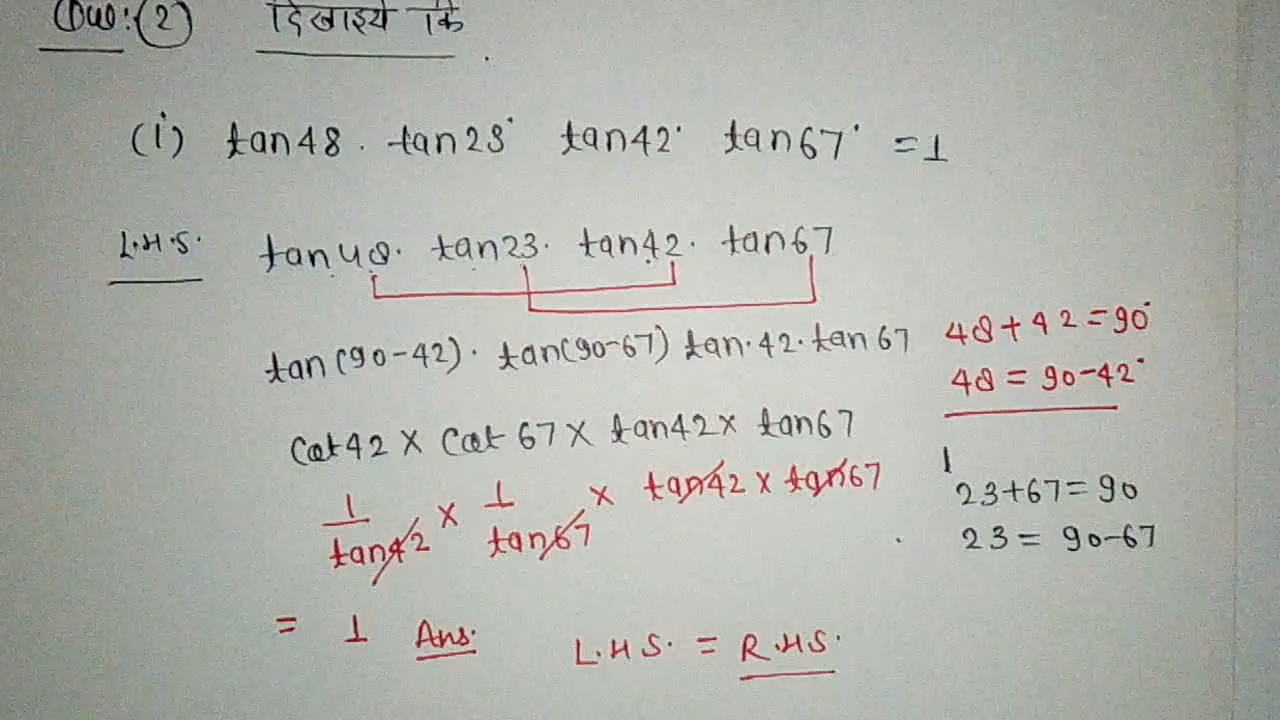 Que:(2) दिखाइये कि
(i) tan48 . tan23° tan42° tan67° = 1
L.H.S. tan48. tan23. tan42. tan67
tan(90-42). tan(90-67) tan.42.tan67
48+42=90°
48 = 90-42°
Cot42 × Cot 67 × tan42 × tan67
1/tan42 × 1/tan67 × tan42 × tan67
23+67=90
23 = 90-67
= 1 Ans. L.H.S. = R.H.S.